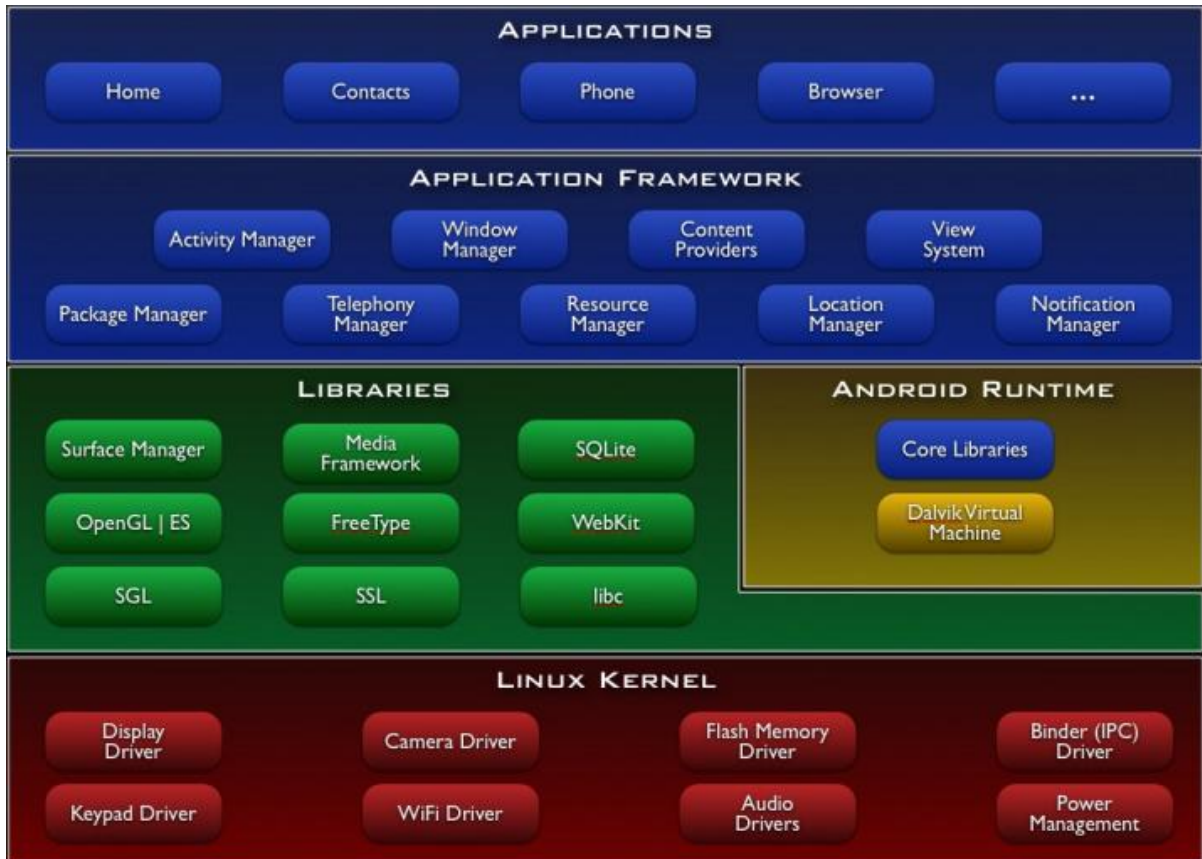 APPLICATIONS
Home
Contacts
Phone
Browser
...
APPLICATION FRAMEWORK
Activity Manager
Window
Manager
Content
Providers
View
System
Package Manager
Telephony
Manager
Resource
Manager
Location
Manager
Notification
Manager
LIBRARIES
Surface Manager
Media
Framework
SQLite
OpenGL | ES
FreeType
WebKit
SGL
SSL
libc
ANDROID RUNTIME
Core Libraries
Dalvik Virtual
Machine
LINUX KERNEL
Display
Driver
Camera Driver
Flash Memory
Driver
Binder (IPC)
Driver
Keypad Driver
WiFi Driver
Audio
Drivers
Power
Management